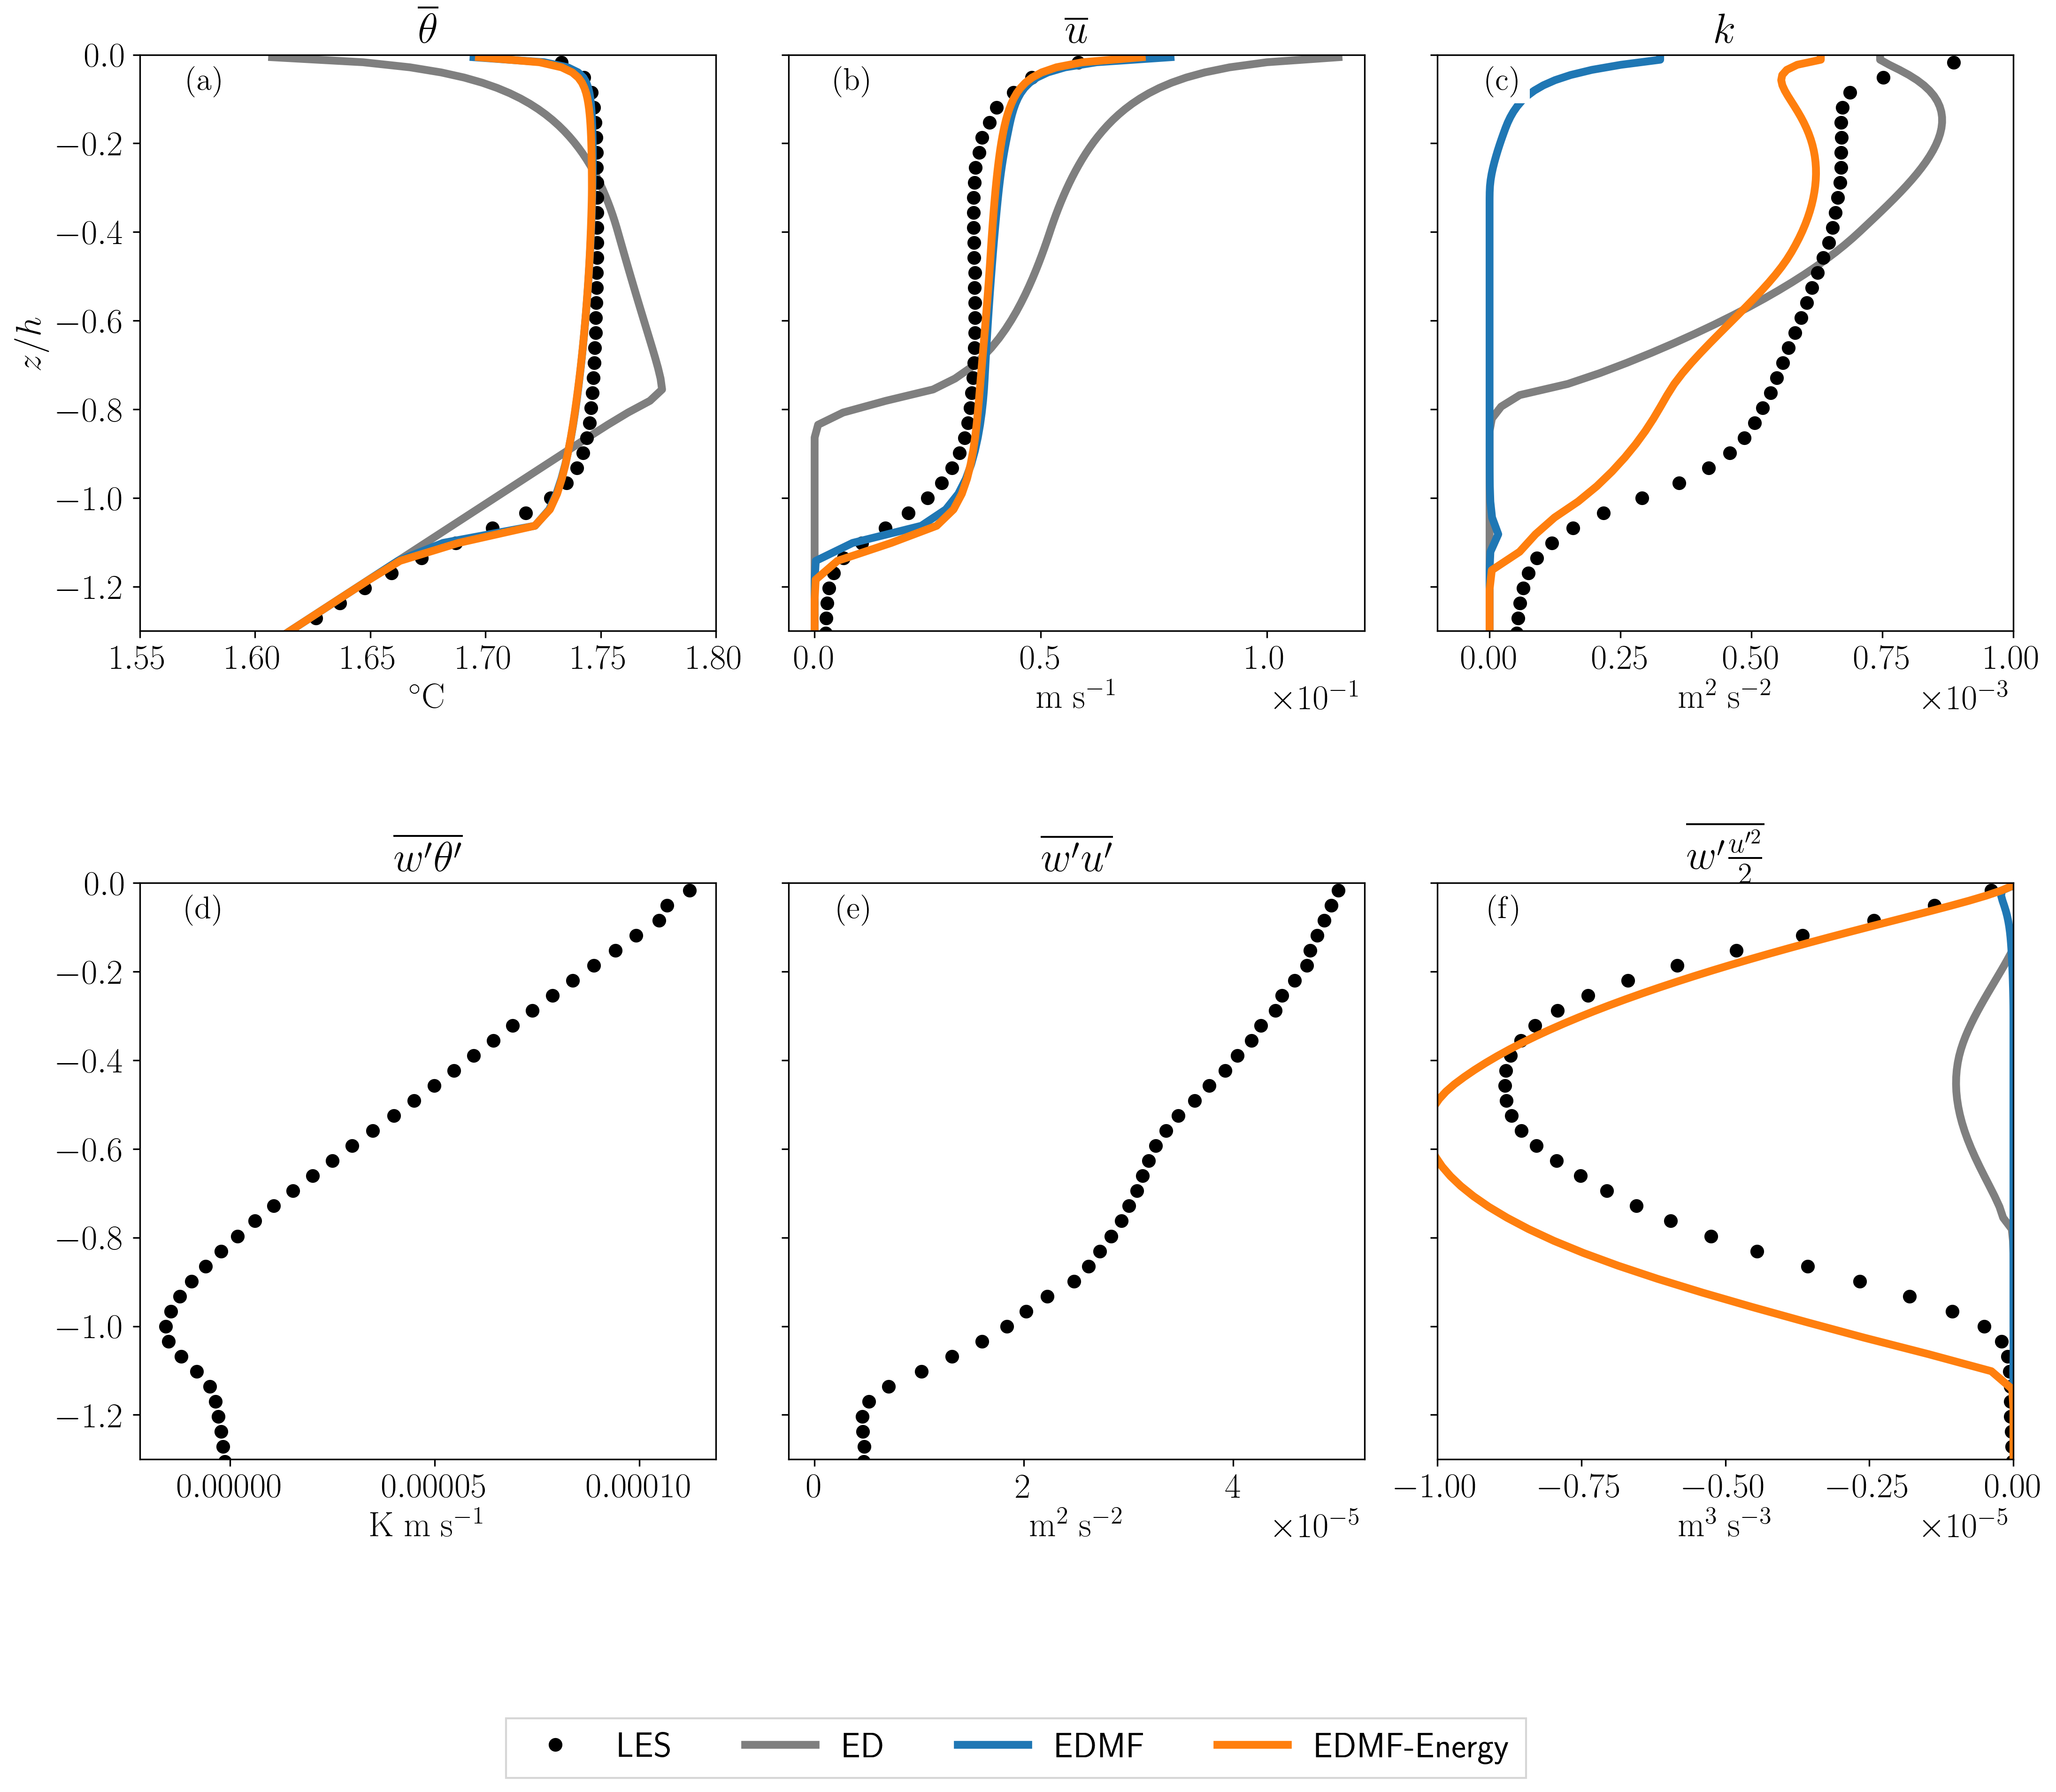 θ̅
u̅
k
(a)
(b)
(c)
0.0
−0.2
−0.4
−0.6
−0.8
−1.0
−1.2
z/h
1.55 1.60 1.65 1.70 1.75 1.80
°C
0.0 0.5 1.0
m s⁻¹
×10⁻¹
0.00 0.25 0.50 0.75 1.00
m² s⁻²
×10⁻³
w′θ′
w′u′
w′ u′²/2
(d)
(e)
(f)
0.0
−0.2
−0.4
−0.6
−0.8
−1.0
−1.2
0.00000 0.00005 0.00010
K m s⁻¹
0 2 4
m² s⁻²
×10⁻⁵
−1.00 −0.75 −0.50 −0.25 0.00
m³ s⁻³
×10⁻⁵
LES ED EDMF EDMF-Energy